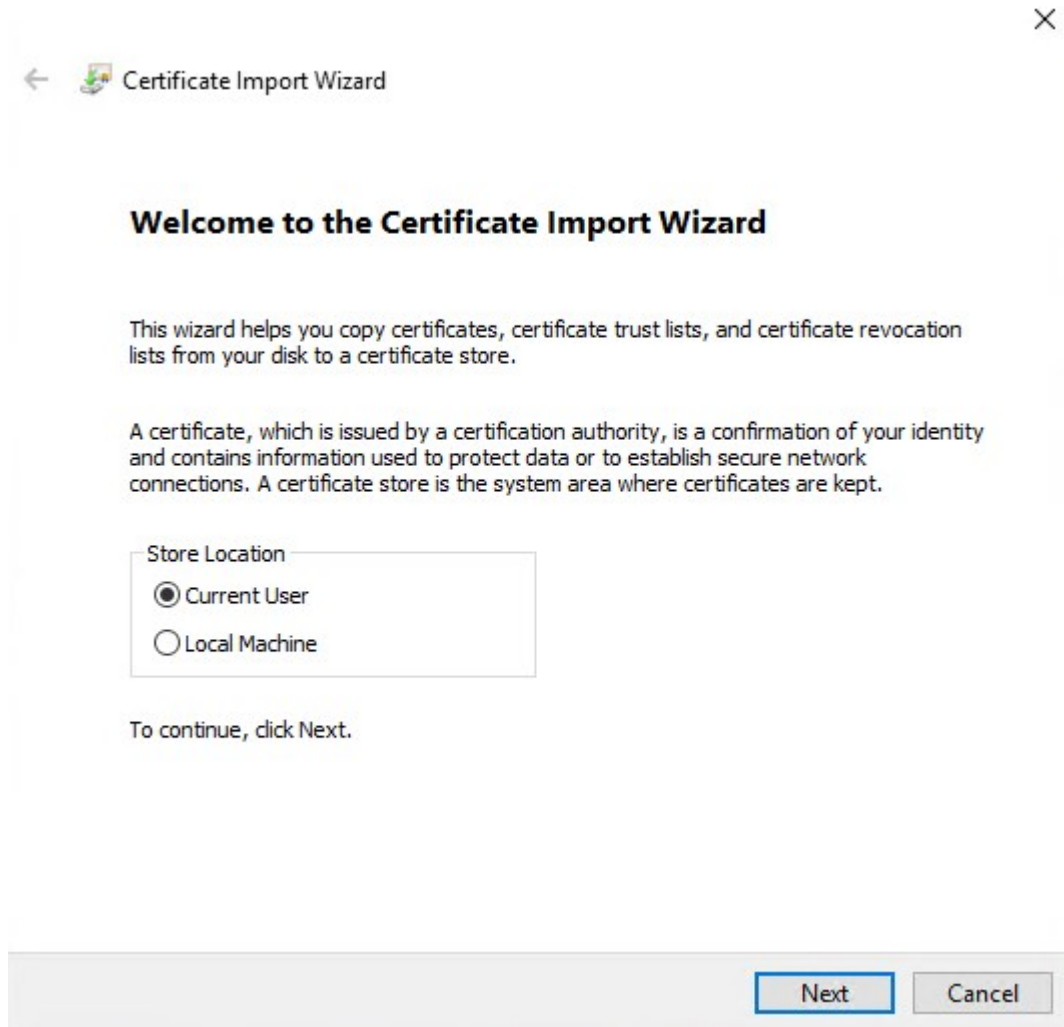 Certificate Import Wizard
Welcome to the Certificate Import Wizard
This wizard helps you copy certificates, certificate trust lists, and certificate revocation
lists from your disk to a certificate store.
A certificate, which is issued by a certification authority, is a confirmation of your identity
and contains information used to protect data or to establish secure network
connections. A certificate store is the system area where certificates are kept.
Store Location
Current User
Local Machine
To continue, click Next.
Next Cancel